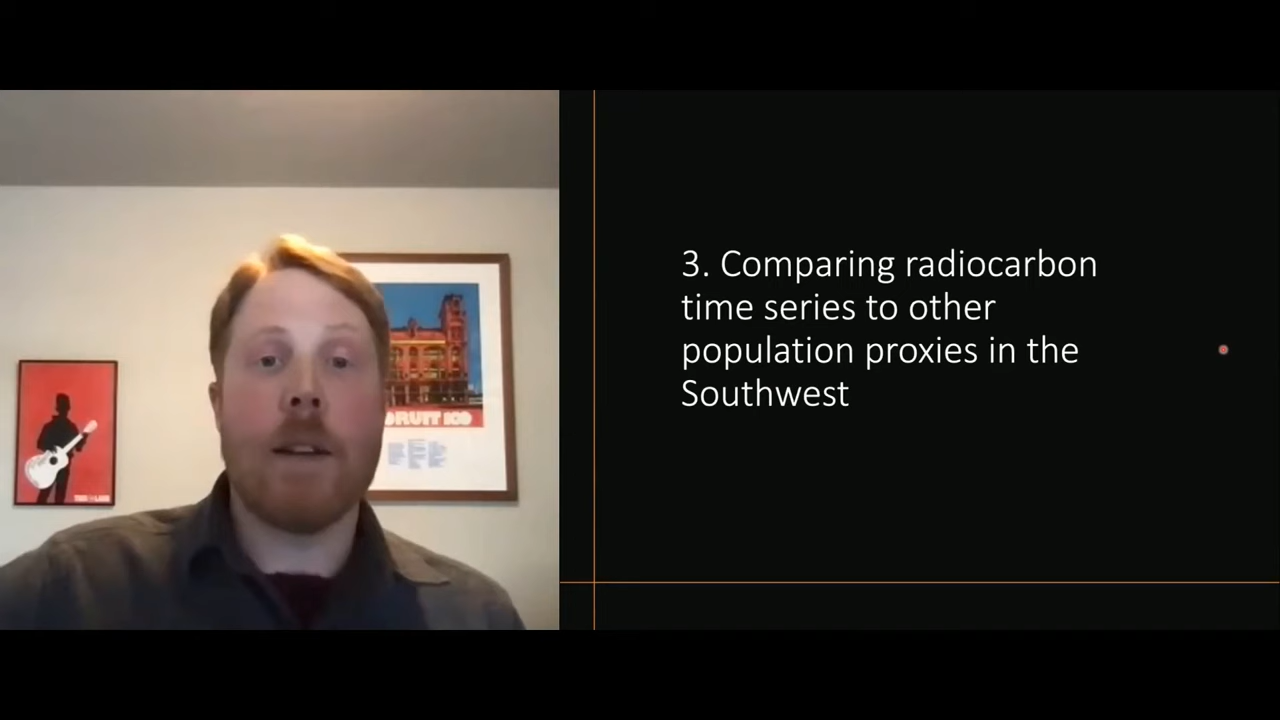 3. Comparing radiocarbon
time series to other
population proxies in the
Southwest